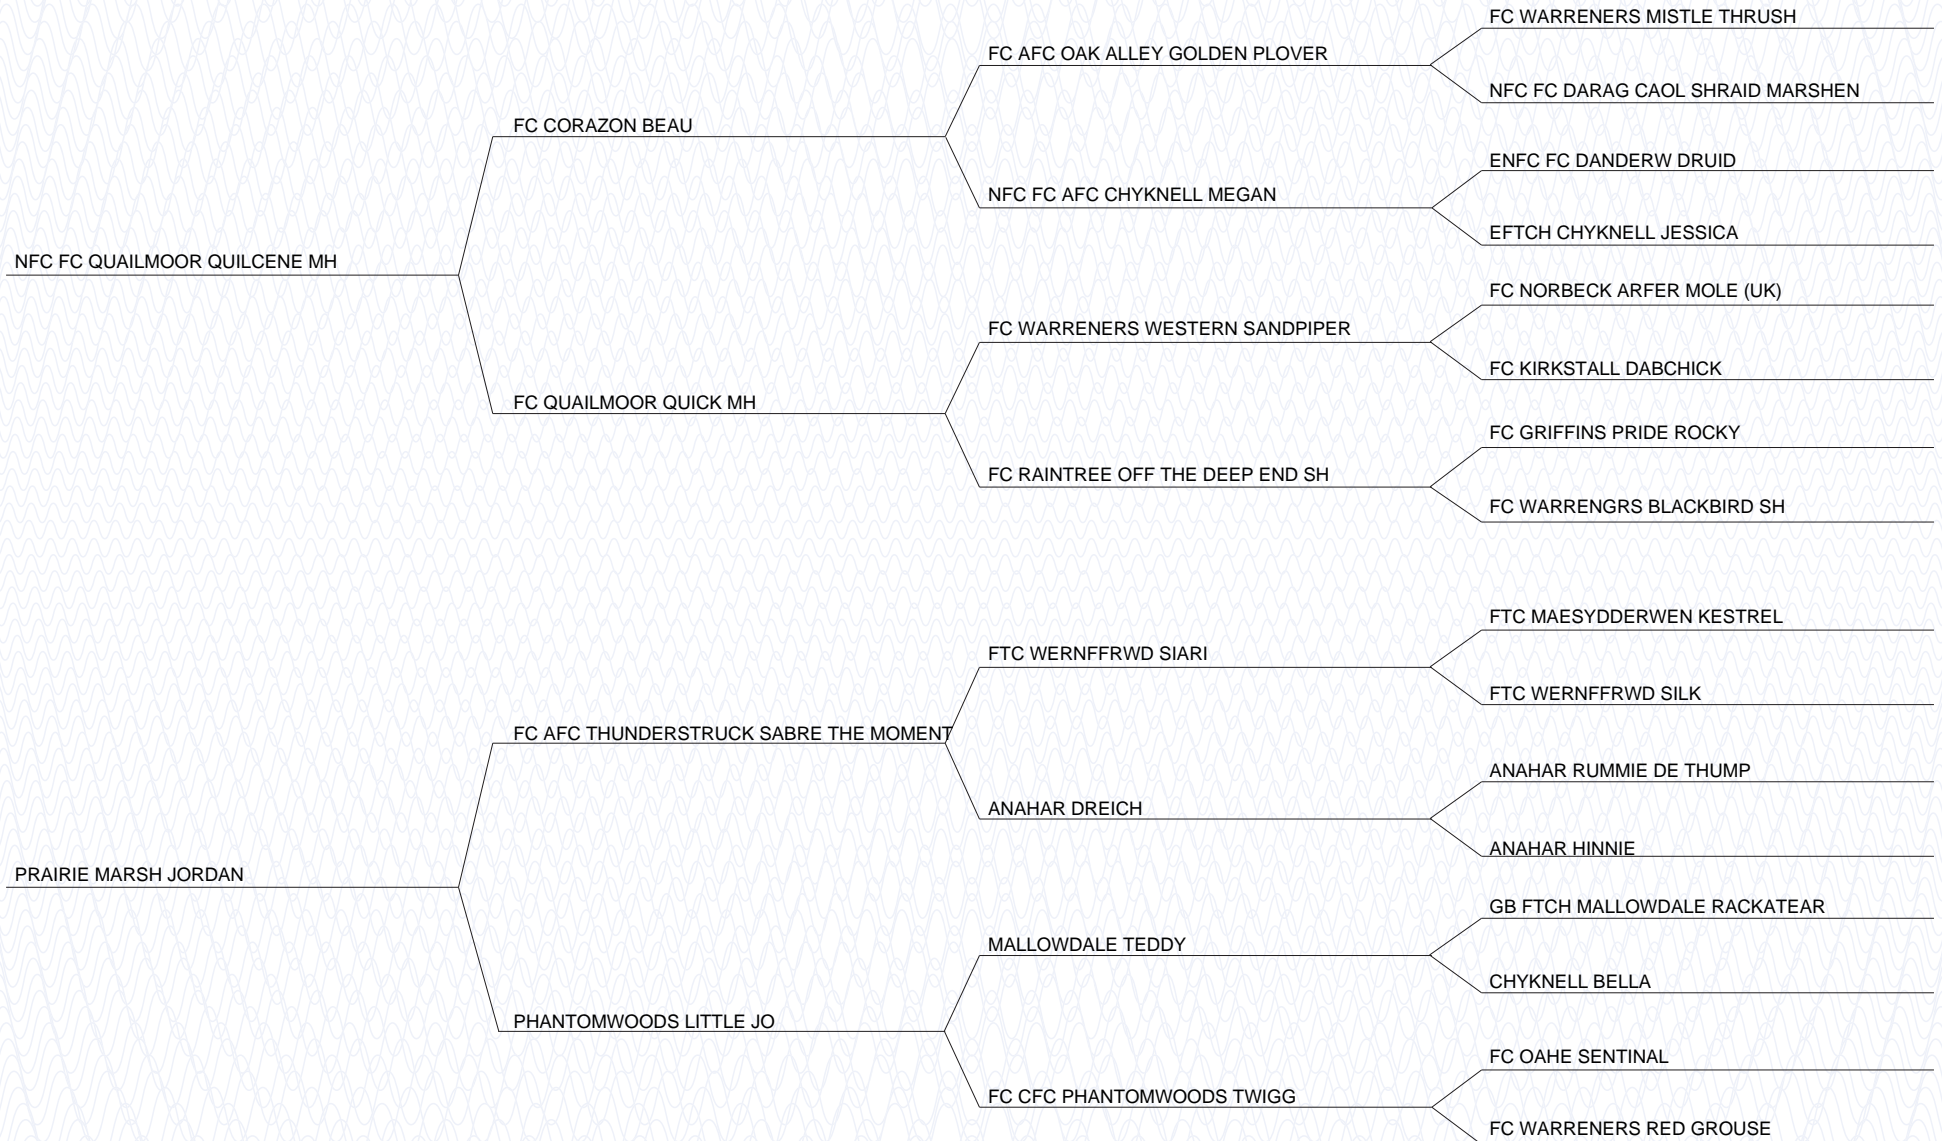 FC WARRENERS MISTLE THRUSH
FC AFC OAK ALLEY GOLDEN PLOVER
NFC FC DARAG CAOL SHRAID MARSHEN
FC CORAZON BEAU
ENFC FC DANDERW DRUID
NFC FC AFC CHYKNELL MEGAN
EFTCH CHYKNELL JESSICA
NFC FC QUAILMOOR QUILCENE MH
FC NORBECK ARFER MOLE (UK)
FC WARRENERS WESTERN SANDPIPER
FC KIRKSTALL DABCHICK
FC QUAILMOOR QUICK MH
FC GRIFFINS PRIDE ROCKY
FC RAINTREE OFF THE DEEP END SH
FC WARRENGRS BLACKBIRD SH
FTC MAESYDDERWEN KESTREL
FTC WERNFFRWD SIARI
FTC WERNFFRWD SILK
FC AFC THUNDERSTRUCK SABRE THE MOMENT
ANAHAR RUMMIE DE THUMP
ANAHAR DREICH
ANAHAR HINNIE
PRAIRIE MARSH JORDAN
GB FTCH MALLOWDALE RACKATEAR
MALLOWDALE TEDDY
CHYKNELL BELLA
PHANTOMWOODS LITTLE JO
FC OAHE SENTINAL
FC CFC PHANTOMWOODS TWIGG
FC WARRENERS RED GROUSE